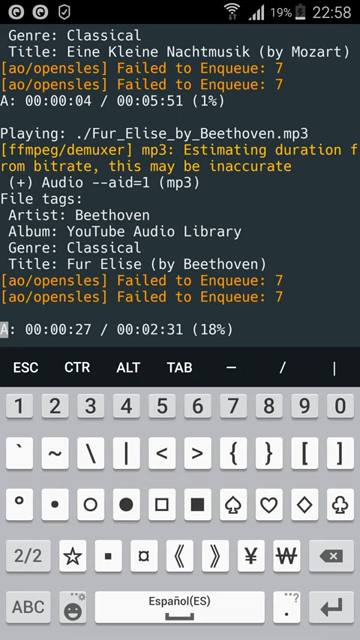 19% 22:58
Genre: Classical
Title: Eine Kleine Nachtmusik (by Mozart)
[ao/opensles] Failed to Enqueue: 7
[ao/opensles] Failed to Enqueue: 7
A: 00:00:04 / 00:05:51 (1%)
Playing: ./Fur_Elise_by_Beethoven.mp3
[ffmpeg/demuxer] mp3: Estimating duration f
rom bitrate, this may be inaccurate
(+) Audio --aid=1 (mp3)
File tags:
Artist: Beethoven
Album: YouTube Audio Library
Genre: Classical
Title: Fur Elise (by Beethoven)
[ao/opensles] Failed to Enqueue: 7
[ao/opensles] Failed to Enqueue: 7
A: 00:00:27 / 00:02:31 (18%)
ESC CTR ALT TAB — / |
1 2 3 4 5 6 7 8 9 0
` ~ \ | < > { } [ ]
° • ○ ● □ ■ ♤ ♡ ◇ ♧
2/2 ☆ ▪ ¤ 《 》 ¥ ₩
ABC Español(ES) . ?